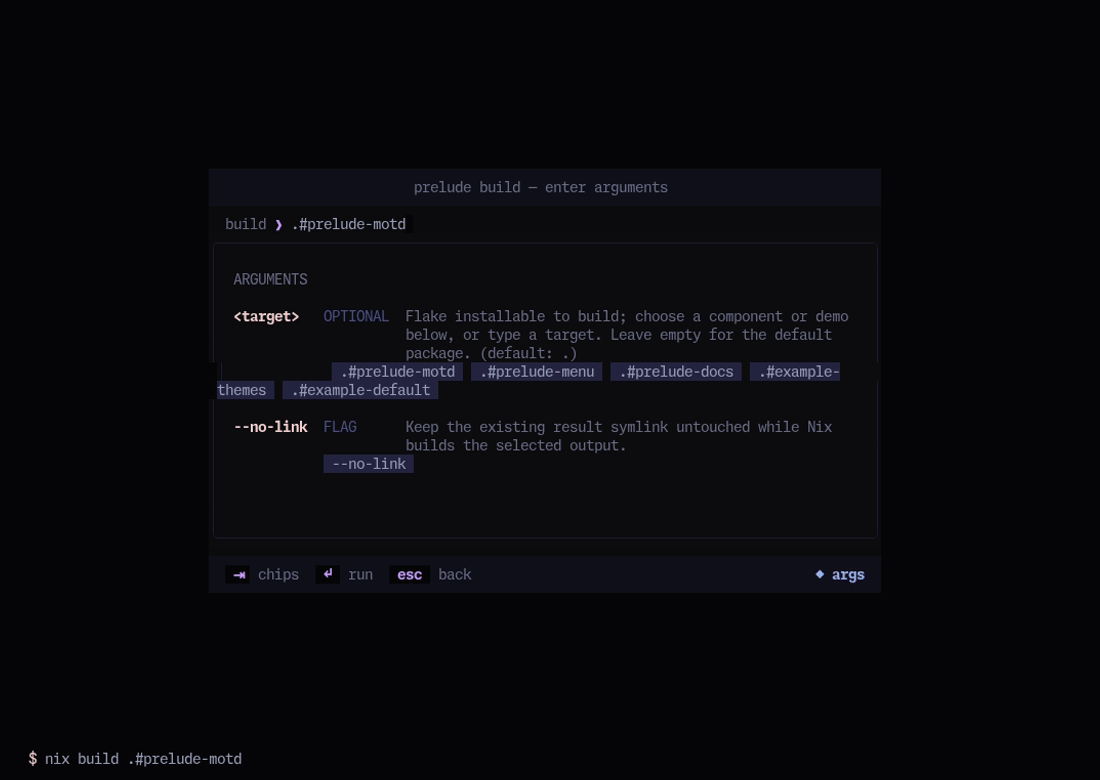 prelude build — enter arguments
build ❯ .#prelude-motd
ARGUMENTS
<target> OPTIONAL Flake installable to build; choose a component or demo
below, or type a target. Leave empty for the default
package. (default: .)
.#prelude-motd .#prelude-menu .#prelude-docs .#example-
themes .#example-default
--no-link FLAG Keep the existing result symlink untouched while Nix
builds the selected output.
--no-link
⇥ chips ↵ run esc back ◆ args
$ nix build .#prelude-motd